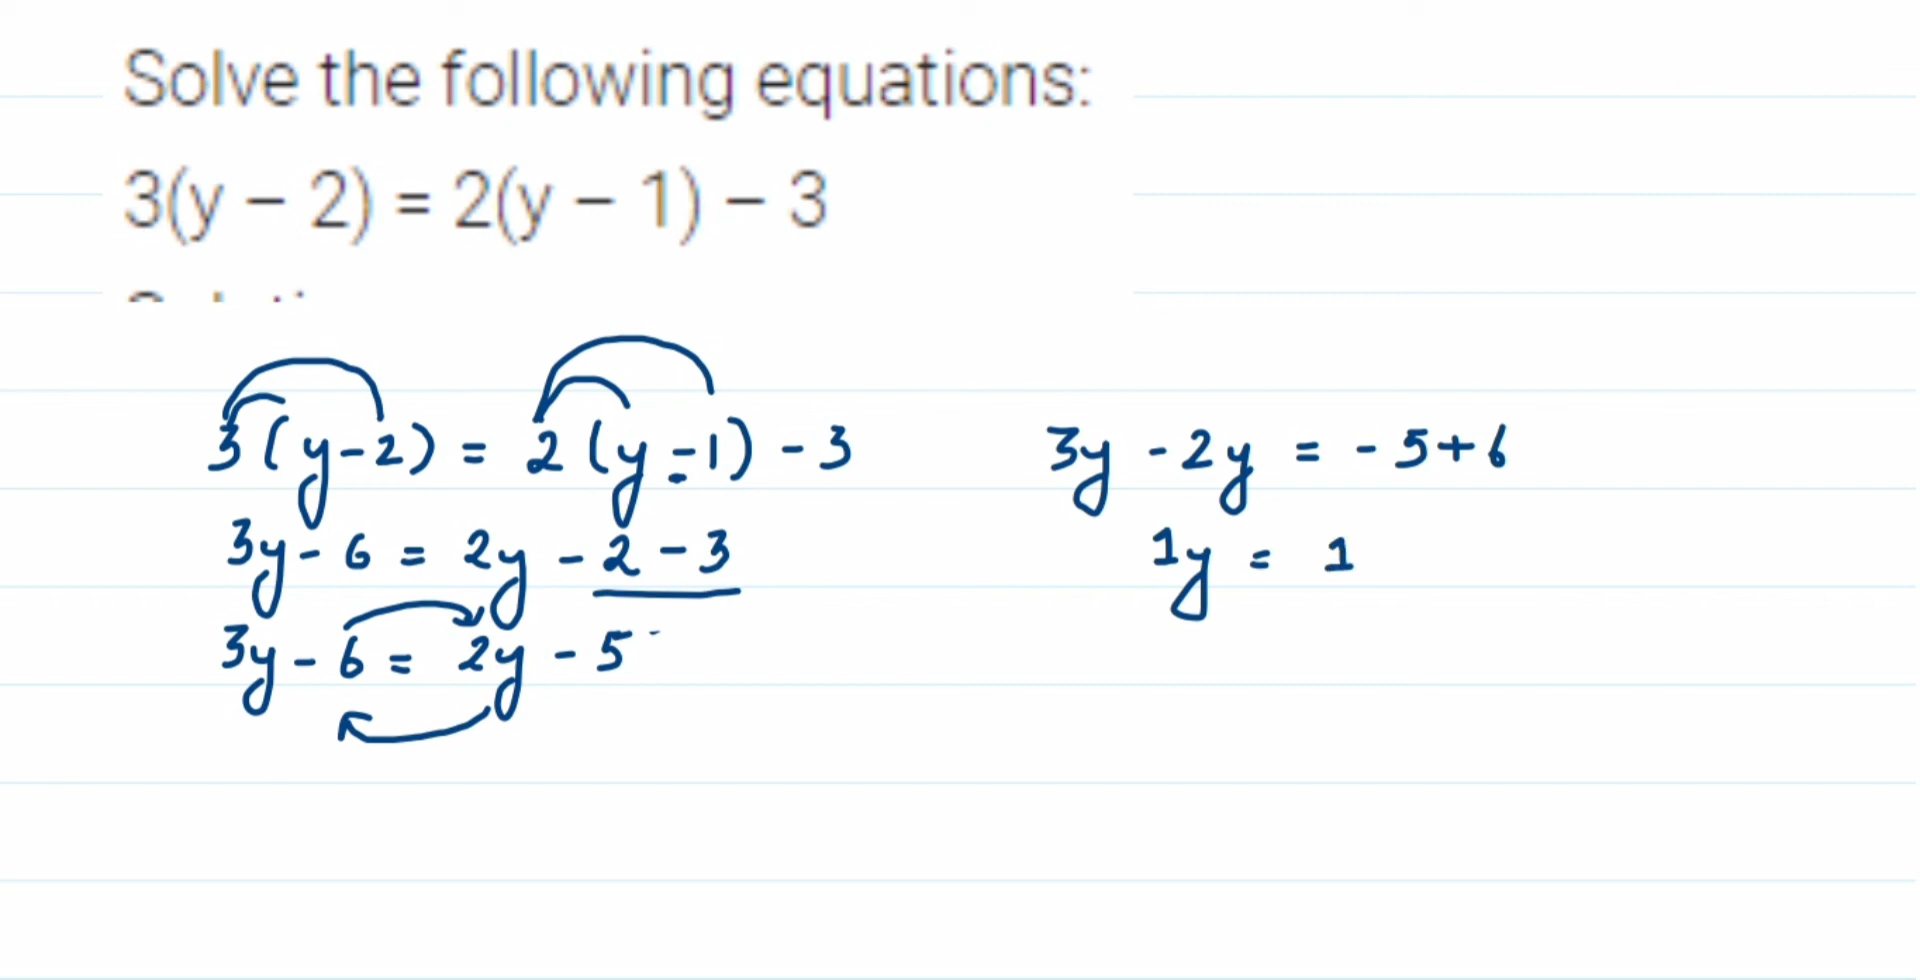 Solve the following equations:
3(y – 2) = 2(y – 1) – 3
3(y-2) = 2(y-1) - 3
3y - 6 = 2y - 2 - 3
3y - 6 = 2y - 5
3y - 2y = - 5 + 6
1y = 1